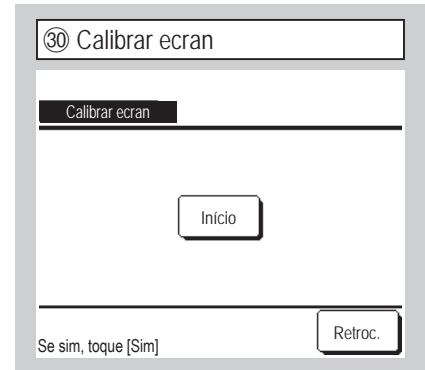 ㉚ Calibrar ecran
Calibrar ecran
Início
Retroc.
Se sim, toque [Sim]